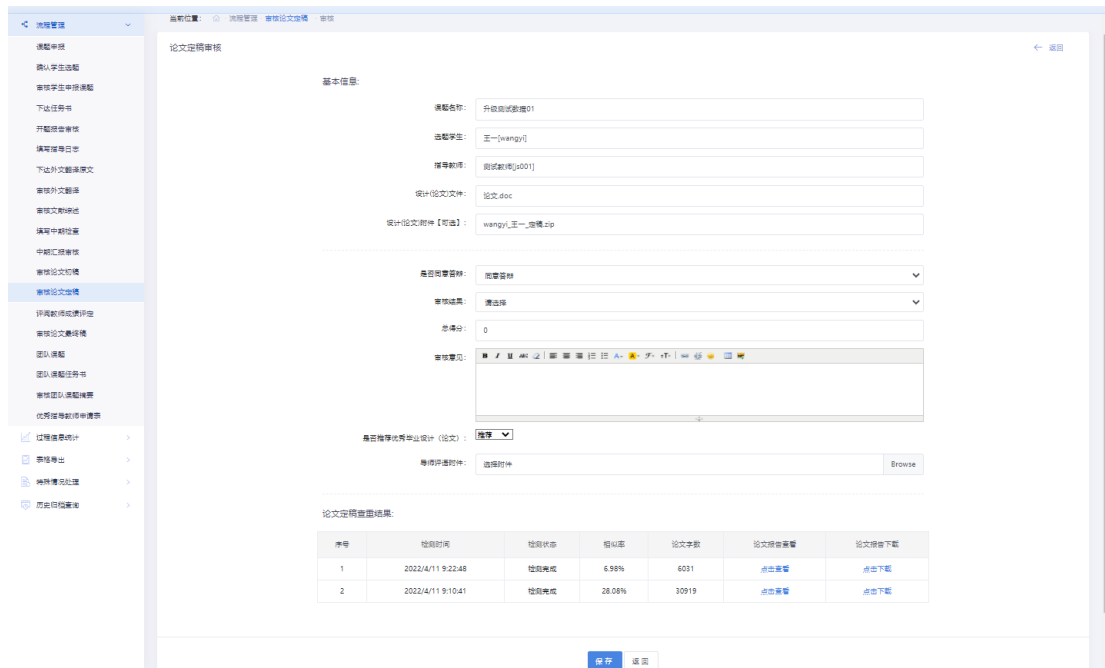 当前位置： 流程管理 审核论文定稿 审核
流程管理
课题申报
确认学生选题
审核学生申报课题
下达任务书
开题报告审核
填写指导日志
下达外文翻译原文
审核外文翻译
审核文献综述
填写中期检查
中期汇报审核
审核论文初稿
审核论文定稿
评阅教师成绩评定
审核论文最终稿
团队课题
团队课题任务书
审核团队课题摘要
优秀指导教师申请表
过程信息统计
表格导出
特殊情况处理
历史归档查询
论文定稿审核
← 返回
基本信息:
课题名称: 升级测试数据01
选题学生: 王一[wangyi]
指导教师: 测试教师[js001]
设计(论文)文件: 论文.doc
设计(论文)附件【可选】: wangyi_王一_定稿.zip
是否同意答辩: 同意答辩
审核结果: 请选择
总得分: 0
审核意见:
是否推荐优秀毕业设计（论文）: 推荐
导师评语附件: 选择附件 Browse
论文定稿查重结果:
序号 检测时间 检测状态 相似率 论文字数 论文报告查看 论文报告下载
1 2022/4/11 9:22:48 检测完成 6.98% 6031 点击查看 点击下载
2 2022/4/11 9:10:41 检测完成 28.08% 30919 点击查看 点击下载
保存 返回